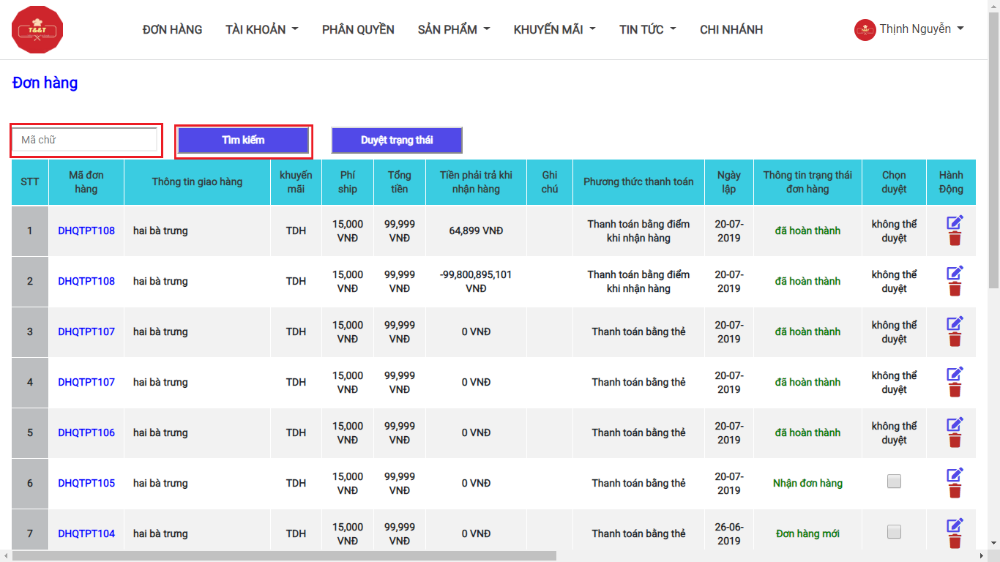 T&&T
ĐƠN HÀNG TÀI KHOẢN PHÂN QUYỀN SẢN PHẨM KHUYẾN MÃI TIN TỨC CHI NHÁNH Thịnh Nguyễn
Đơn hàng
Mã chữ Tìm kiếm Duyệt trạng thái
STT Mã đơn hàng Thông tin giao hàng khuyến mãi Phí ship Tổng tiền Tiền phải trả khi nhận hàng Ghi chú Phương thức thanh toán Ngày lập Thông tin trạng thái đơn hàng Chọn duyệt Hành Động
1 DHQTPT108 hai bà trưng TDH 15,000 VNĐ 99,999 VNĐ 64,899 VNĐ Thanh toán bằng điểm khi nhận hàng 20-07-2019 đã hoàn thành không thể duyệt
2 DHQTPT108 hai bà trưng TDH 15,000 VNĐ 99,999 VNĐ -99,800,895,101 VNĐ Thanh toán bằng điểm khi nhận hàng 20-07-2019 đã hoàn thành không thể duyệt
3 DHQTPT107 hai bà trưng TDH 15,000 VNĐ 99,999 VNĐ 0 VNĐ Thanh toán bằng thẻ 20-07-2019 đã hoàn thành không thể duyệt
4 DHQTPT107 hai bà trưng TDH 15,000 VNĐ 99,999 VNĐ 0 VNĐ Thanh toán bằng thẻ 20-07-2019 đã hoàn thành không thể duyệt
5 DHQTPT106 hai bà trưng TDH 15,000 VNĐ 99,999 VNĐ 0 VNĐ Thanh toán bằng thẻ 20-07-2019 đã hoàn thành không thể duyệt
6 DHQTPT105 hai bà trưng TDH 15,000 VNĐ 99,999 VNĐ 0 VNĐ Thanh toán bằng thẻ 20-07-2019 Nhận đơn hàng
7 DHQTPT104 hai bà trưng TDH 15,000 VNĐ 99,999 VNĐ 0 VNĐ Thanh toán bằng thẻ 26-06-2019 Đơn hàng mới